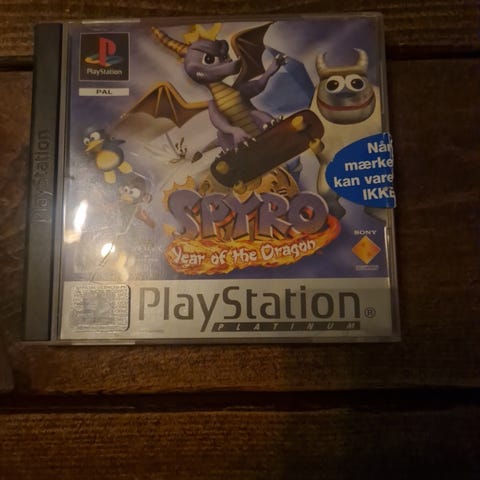 PlayStation
PAL
PlayStation
Når
mærke
kan vare
IKKE
SPYRO
Year of the Dragon
SONY
PlayStation®
PLATINUM